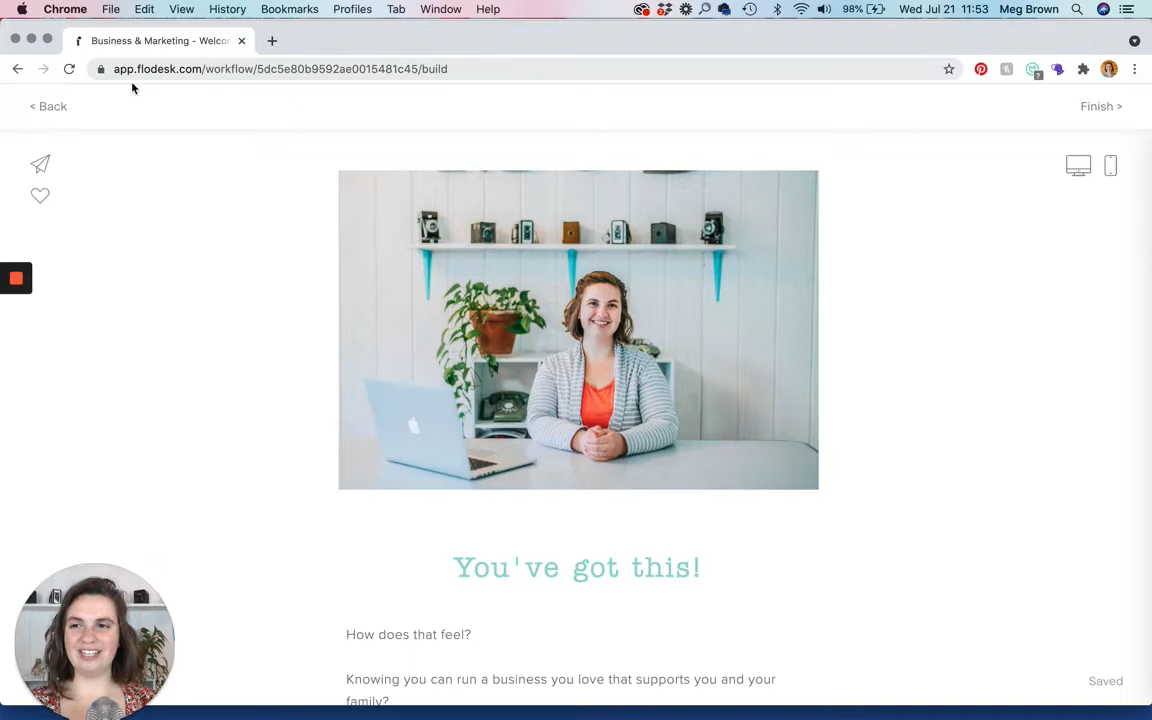 Chrome File Edit View History Bookmarks Profiles Tab Window Help 98% Wed Jul 21 11:53 Meg Brown
Business & Marketing - Welcor
app.flodesk.com/workflow/5dc5e80b9592ae0015481c45/build
< Back
Finish >
You've got this!
How does that feel?
Knowing you can run a business you love that supports you and your
family?
Saved